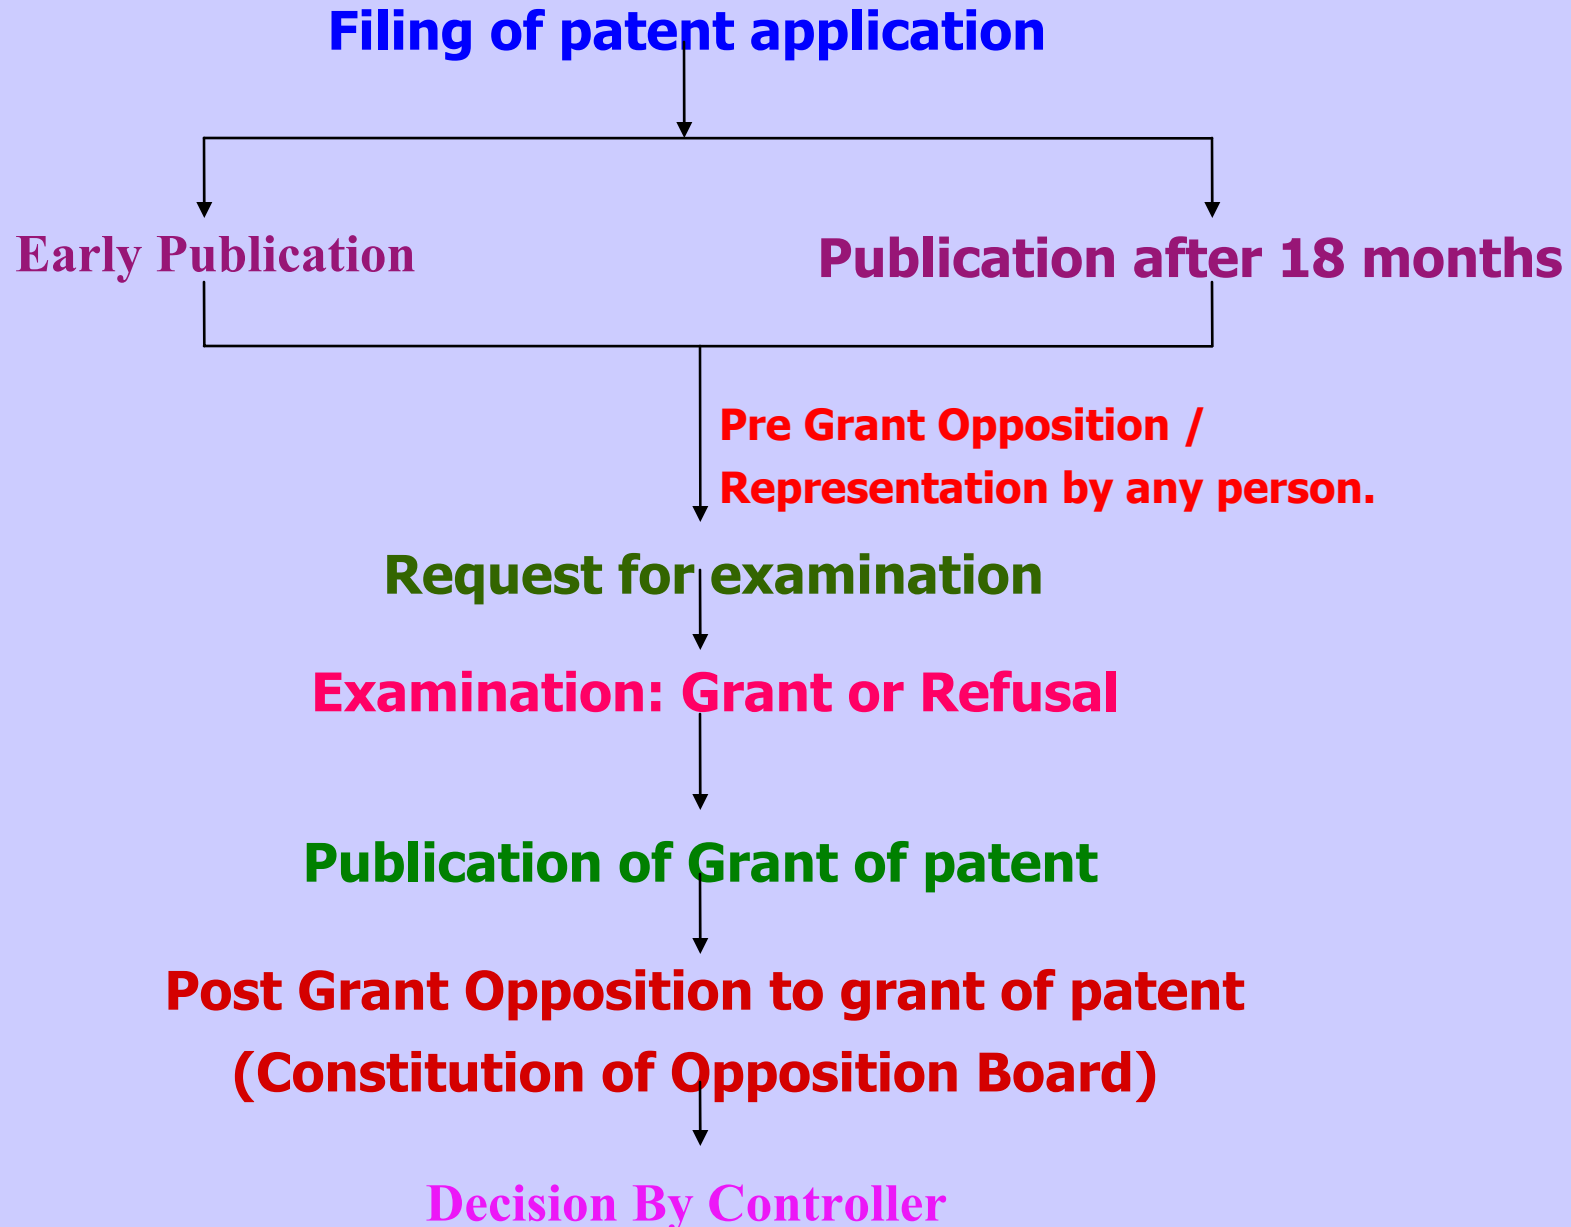 Filing of patent application
Early Publication
Publication after 18 months
Pre Grant Opposition /
Representation by any person.
Request for examination
Examination: Grant or Refusal
Publication of Grant of patent
Post Grant Opposition to grant of patent
(Constitution of Opposition Board)
Decision By Controller